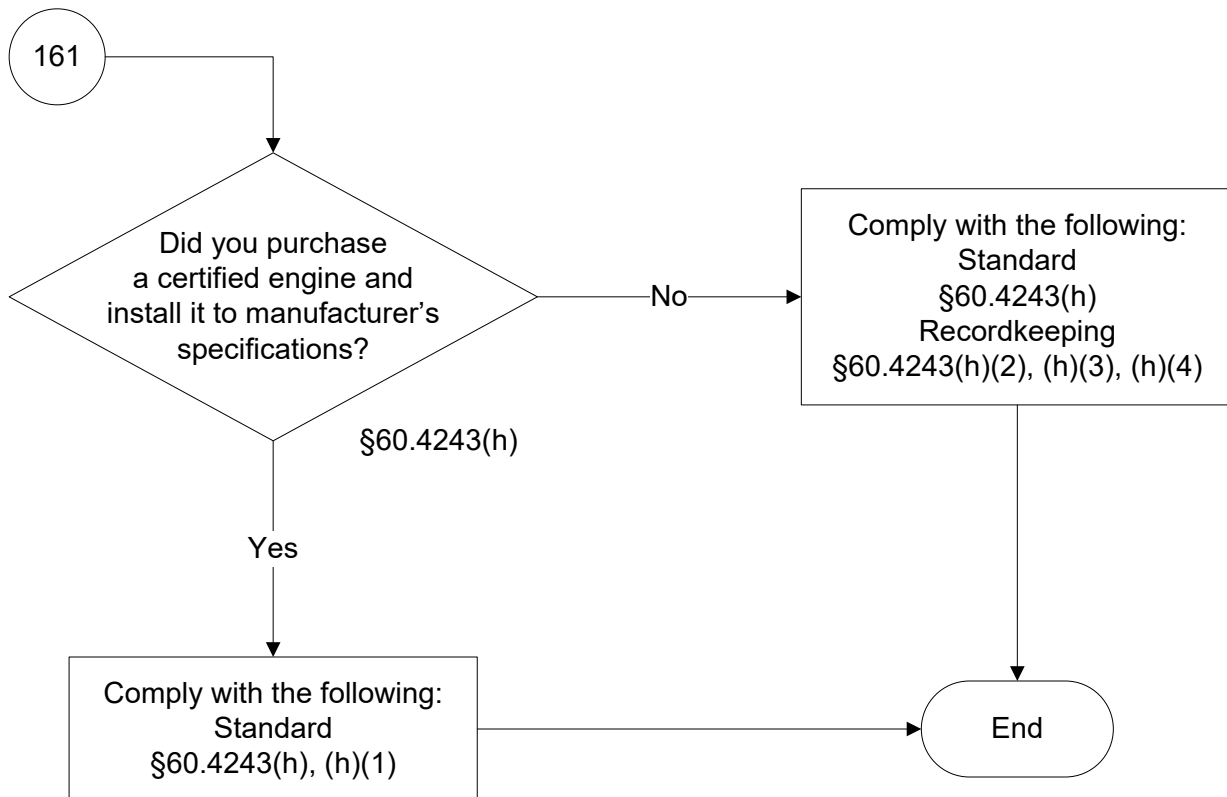 161
Did you purchase
a certified engine and
install it to manufacturer’s
specifications?
§60.4243(h)
No
Comply with the following:
Standard
§60.4243(h)
Recordkeeping
§60.4243(h)(2), (h)(3), (h)(4)
Yes
Comply with the following:
Standard
§60.4243(h), (h)(1)
End